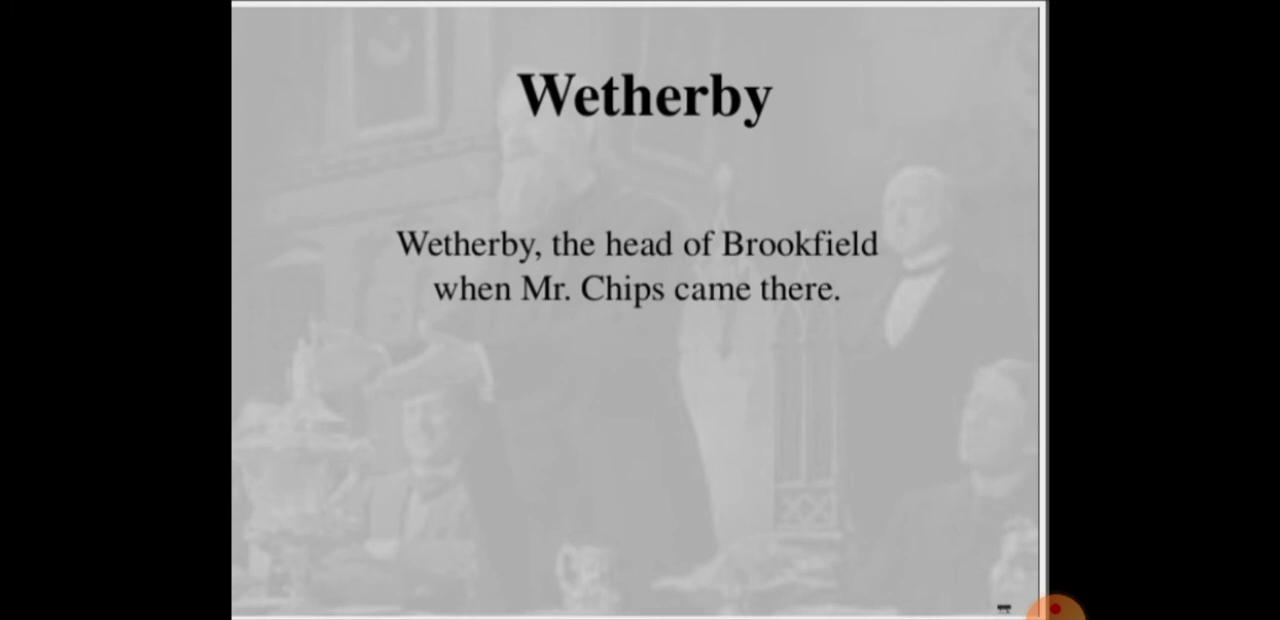 Wetherby
Wetherby, the head of Brookfield
when Mr. Chips came there.